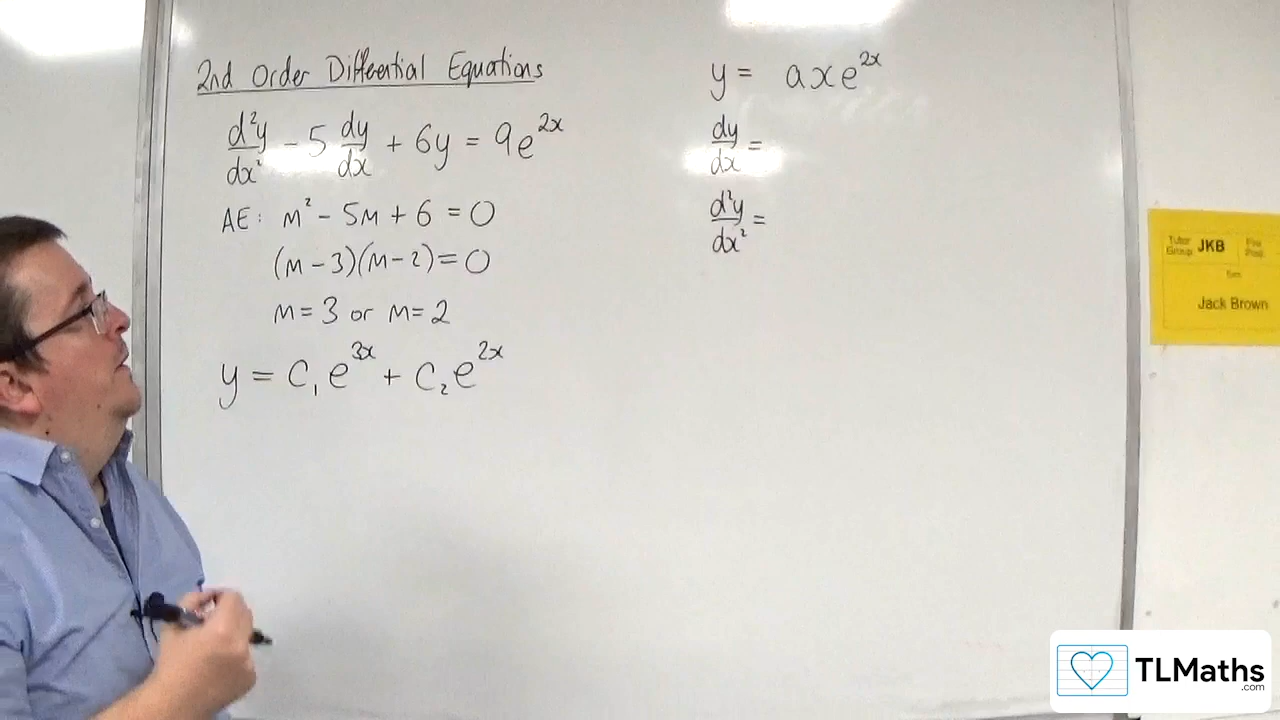 2nd Order Differential Equations
d²y/dx² - 5 dy/dx + 6y = 9e^2x
AE: m² - 5m + 6 = 0
(m - 3)(m - 2) = 0
m = 3 or m = 2
y = C₁e^3x + C₂e^2x
y = axe^2x
dy/dx =
d²y/dx² =
Tutor Group JKB
Jack Brown
TLMaths
.com